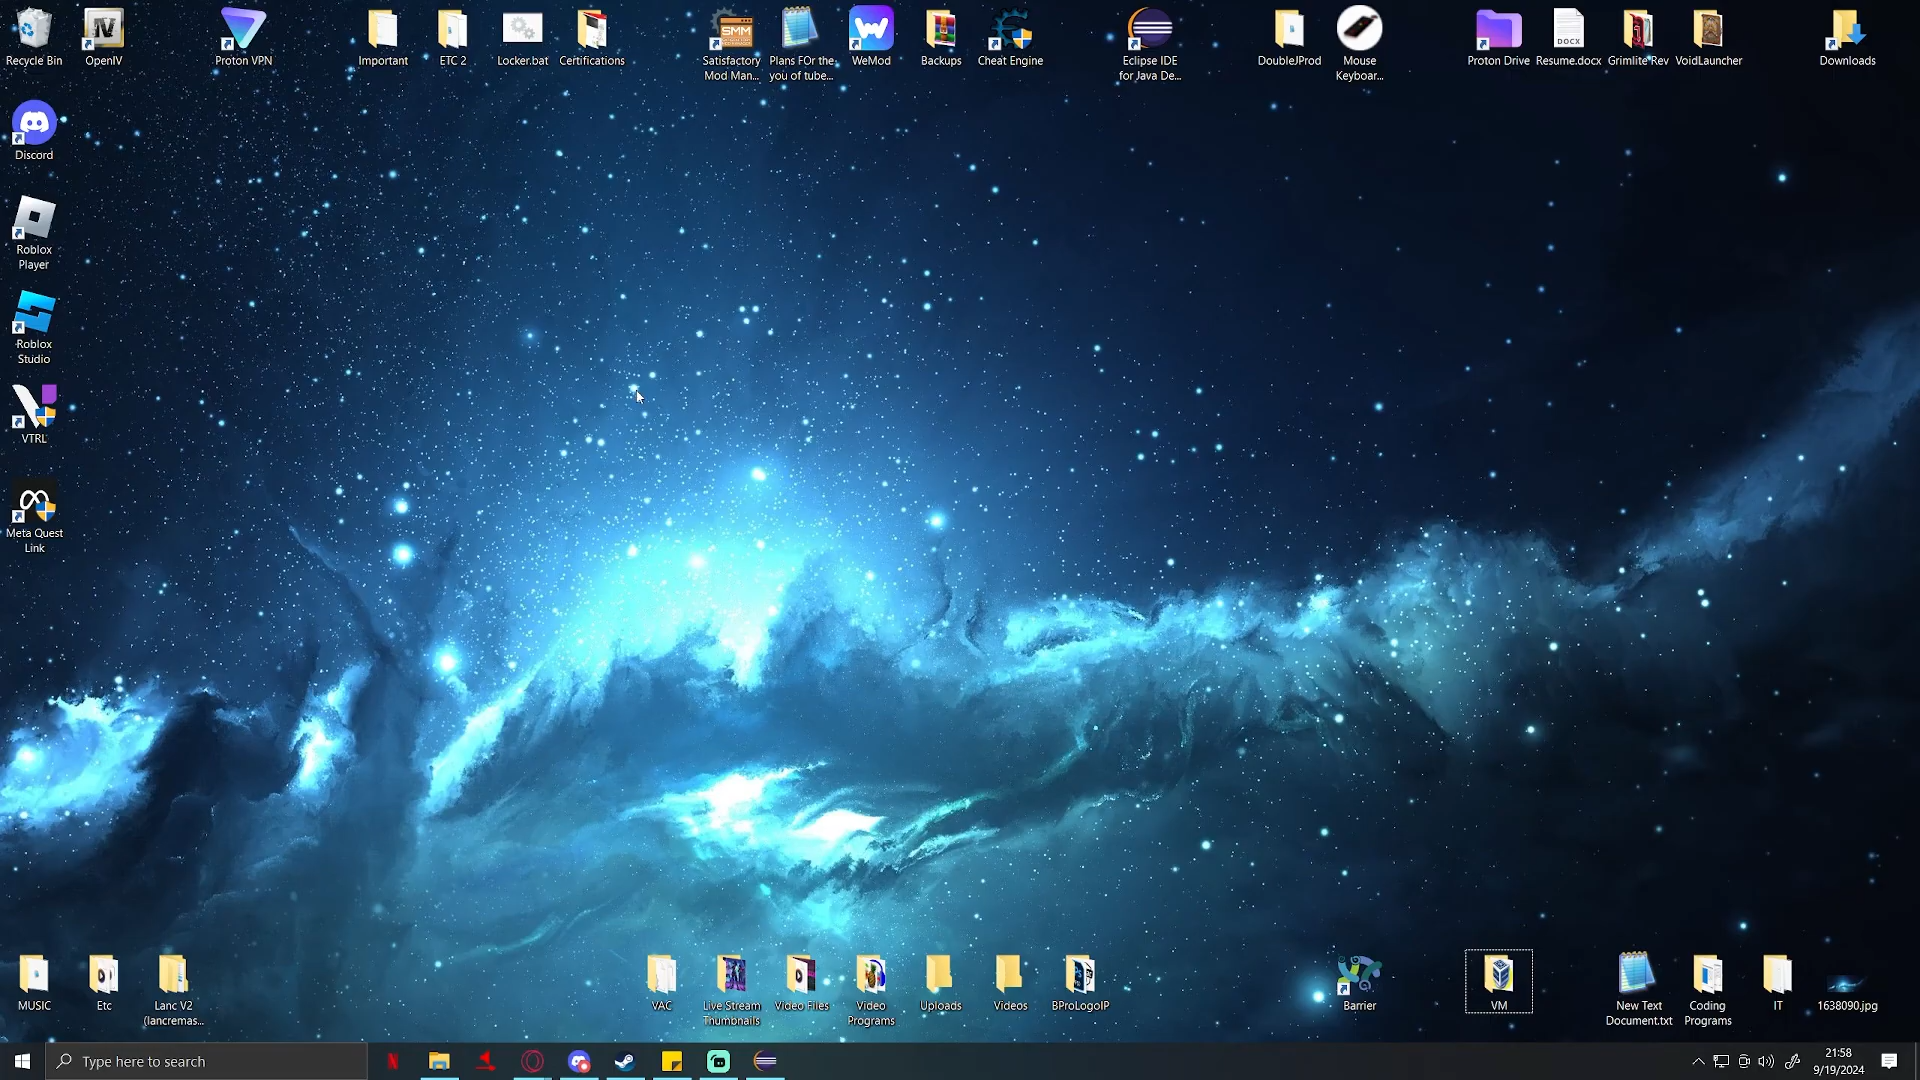 Recycle Bin
OpenIV
Proton VPN
Important
ETC 2
Locker.bat
Certifications
SMM
Satisfactory
Mod Man...
Plans FOr the
you of tube...
WeMod
Backups
Cheat Engine
Eclipse IDE
for Java De...
DoubleJProd
Mouse
Keyboar...
Proton Drive
DOCX
Resume.docx
Grimlite Rev
VoidLauncher
Downloads
Discord
Roblox
Player
Roblox
Studio
VTRL
Meta Quest
Link
MUSIC
Etc
Lanc V2
(lancremas...
VAC
Live Stream
Thumbnails
Video Files
Video
Programs
Uploads
Videos
BProLogoIP
Barrier
VM
New Text
Document.txt
Coding
Programs
IT
1638090.jpg
Type here to search
21:58
9/19/2024